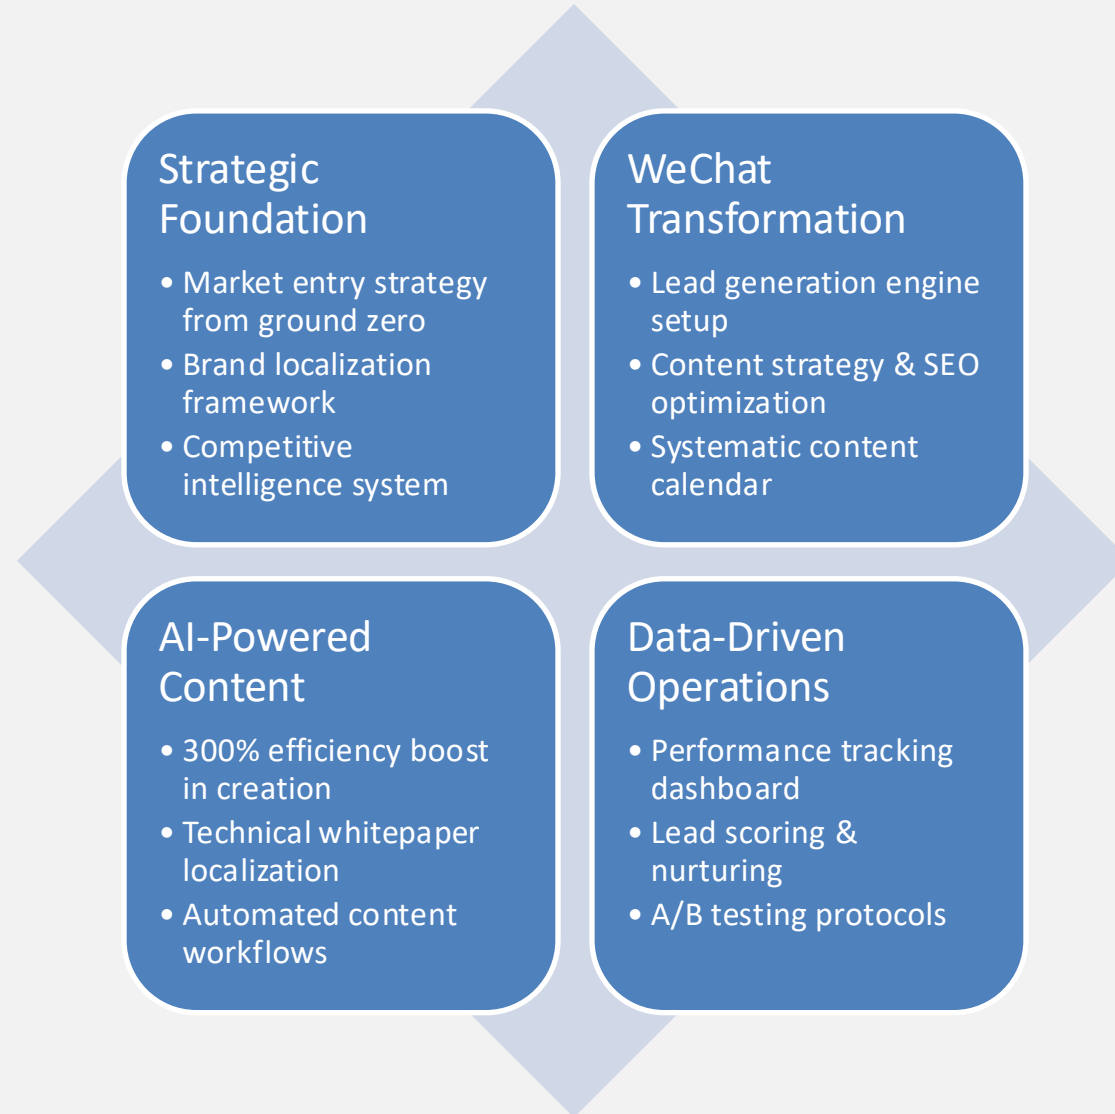 Strategic
Foundation
• Market entry strategy
from ground zero
• Brand localization
framework
• Competitive
intelligence system
WeChat
Transformation
• Lead generation engine
setup
• Content strategy & SEO
optimization
• Systematic content
calendar
AI-Powered
Content
• 300% efficiency boost
in creation
• Technical whitepaper
localization
• Automated content
workflows
Data-Driven
Operations
• Performance tracking
dashboard
• Lead scoring &
nurturing
• A/B testing protocols